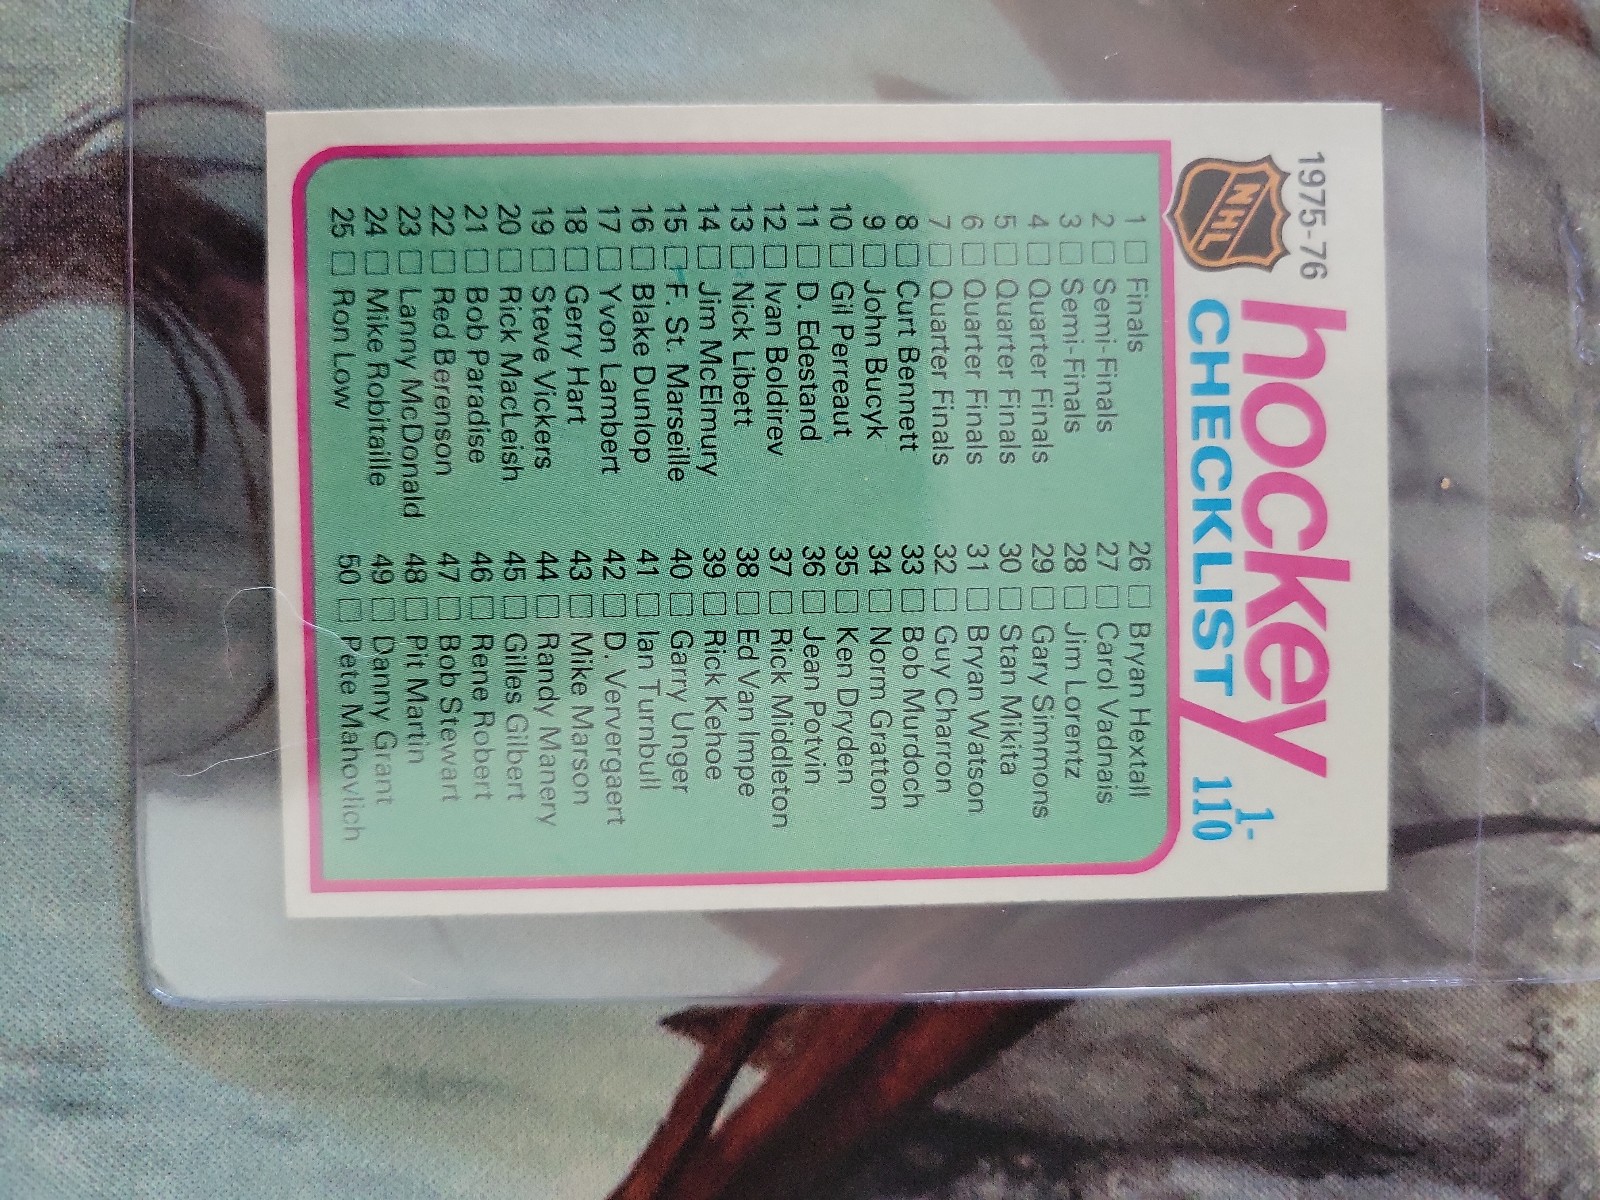 1975-76
hockey
CHECKLIST
1-
110
NHL
1 Finals
2 Semi-Finals
3 Semi-Finals
4 Quarter Finals
5 Quarter Finals
6 Quarter Finals
7 Quarter Finals
8 Curt Bennett
9 John Bucyk
10 Gil Perreaut
11 D. Edestand
12 Ivan Boldirev
13 Nick Libett
14 Jim McElmury
15 F. St. Marseille
16 Blake Dunlop
17 Yvon Lambert
18 Gerry Hart
19 Steve Vickers
20 Rick MacLeish
21 Bob Paradise
22 Red Berenson
23 Lanny McDonald
24 Mike Robitaille
25 Ron Low
26 Bryan Hextall
27 Carol Vadnais
28 Jim Lorentz
29 Gary Simmons
30 Stan Mikita
31 Bryan Watson
32 Guy Charron
33 Bob Murdoch
34 Norm Gratton
35 Ken Dryden
36 Jean Potvin
37 Rick Middleton
38 Ed Van Impe
39 Rick Kehoe
40 Garry Unger
41 Ian Turnbull
42 D. Ververgaert
43 Mike Marson
44 Randy Manery
45 Gilles Gilbert
46 Rene Robert
47 Bob Stewart
48 Pit Martin
49 Danny Grant
50 Pete Mahovlich